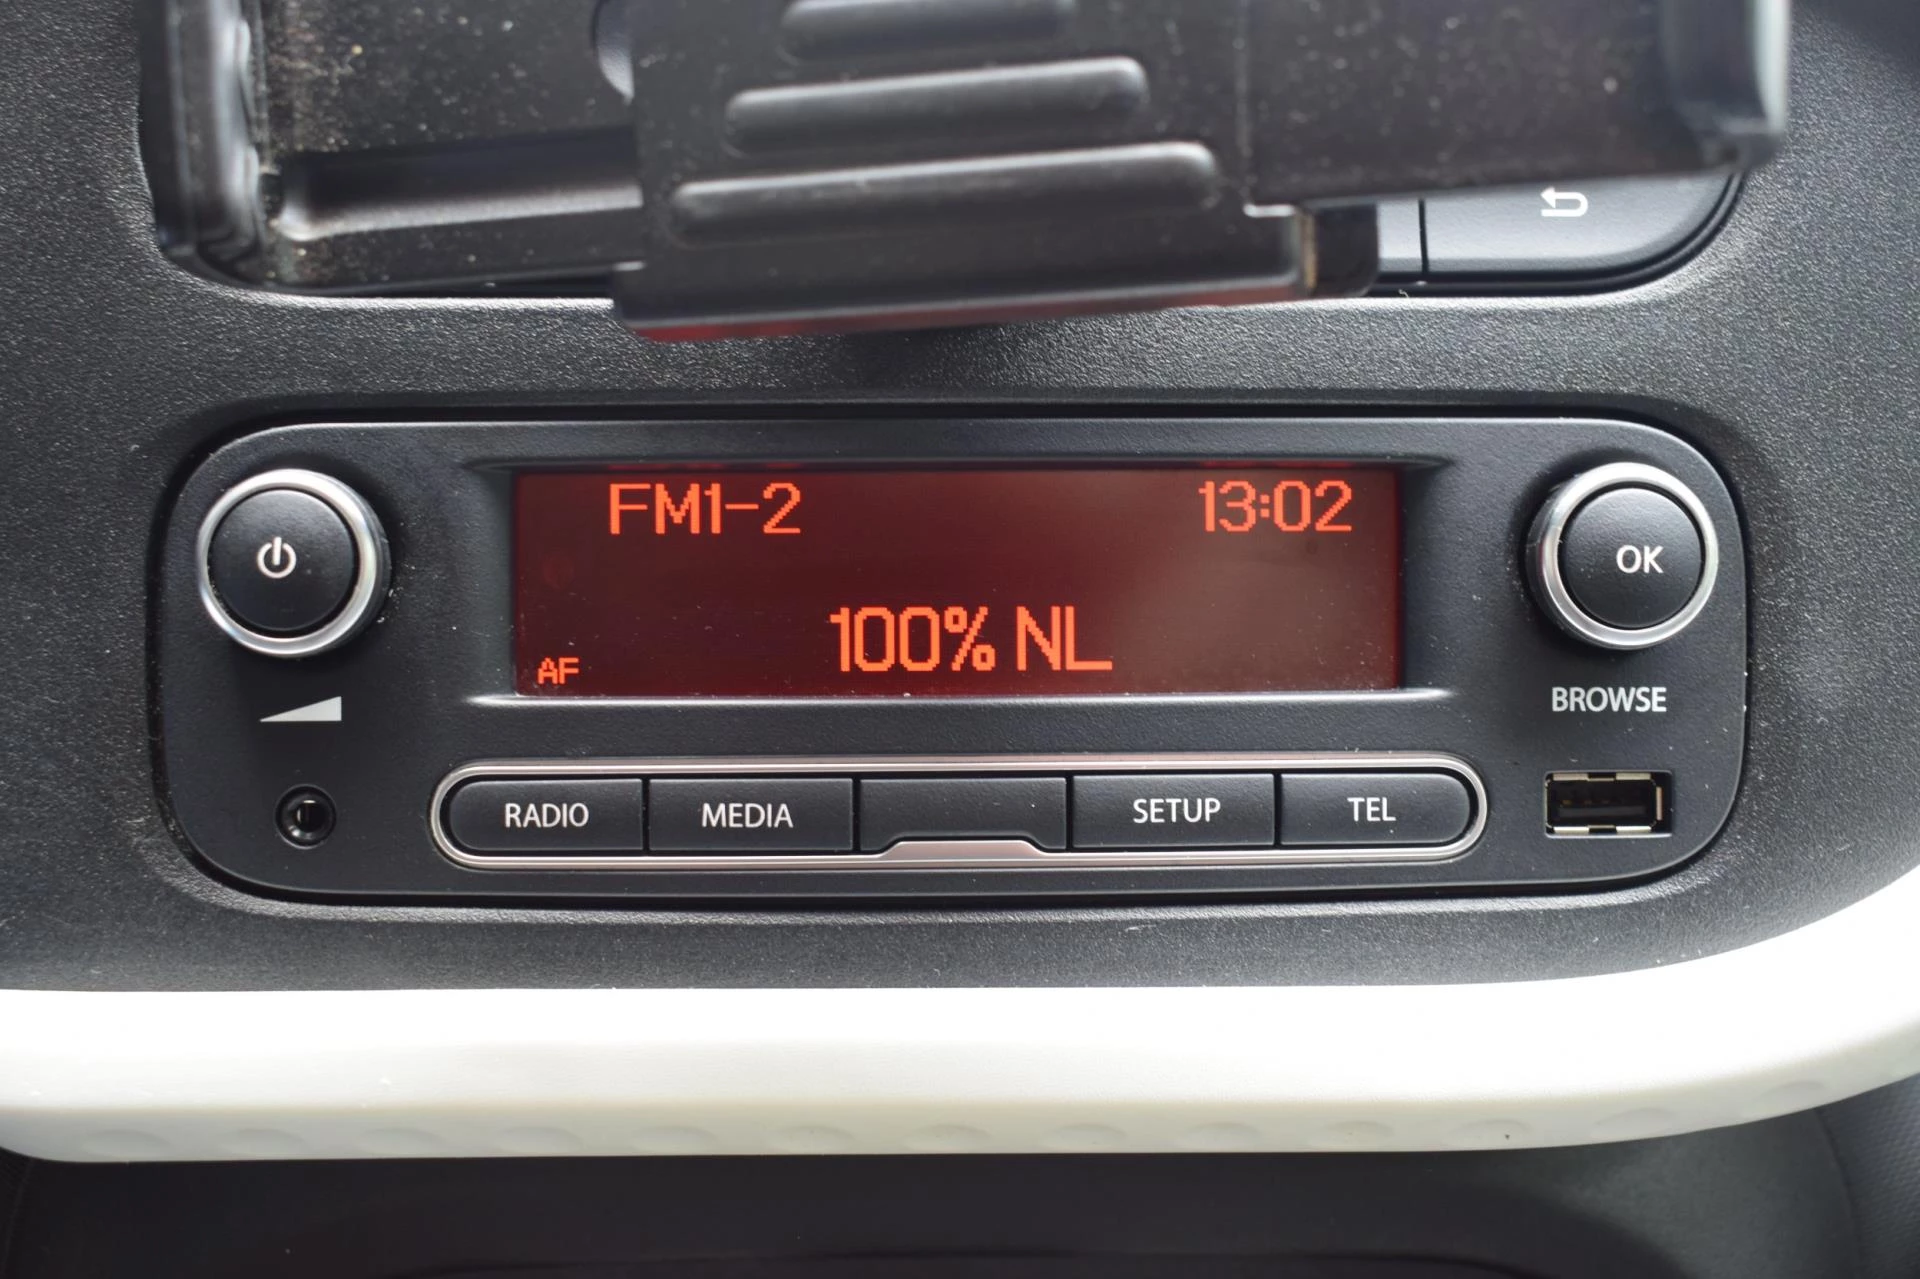 FM1-2 13:02
100% NL
AF
OK
BROWSE
RADIO MEDIA SETUP TEL